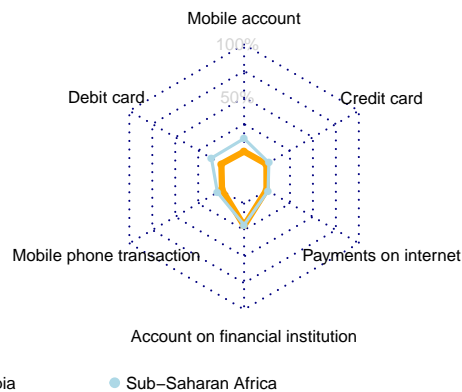 Mobile account
100%
Debit card
50%
Credit card
Mobile phone transaction
Payments on internet
Account on financial institution
Sub−Saharan Africa